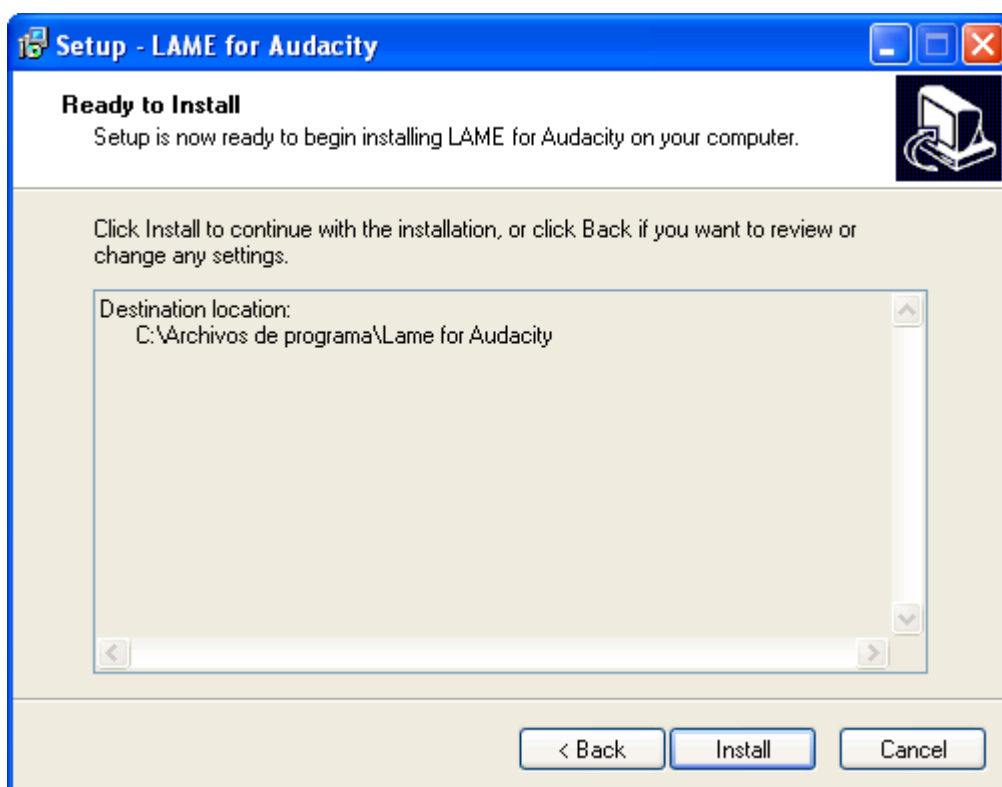 Setup - LAME for Audacity
Ready to Install
Setup is now ready to begin installing LAME for Audacity on your computer.
Click Install to continue with the installation, or click Back if you want to review or
change any settings.
Destination location:
C:\Archivos de programa\Lame for Audacity
< Back
Install
Cancel